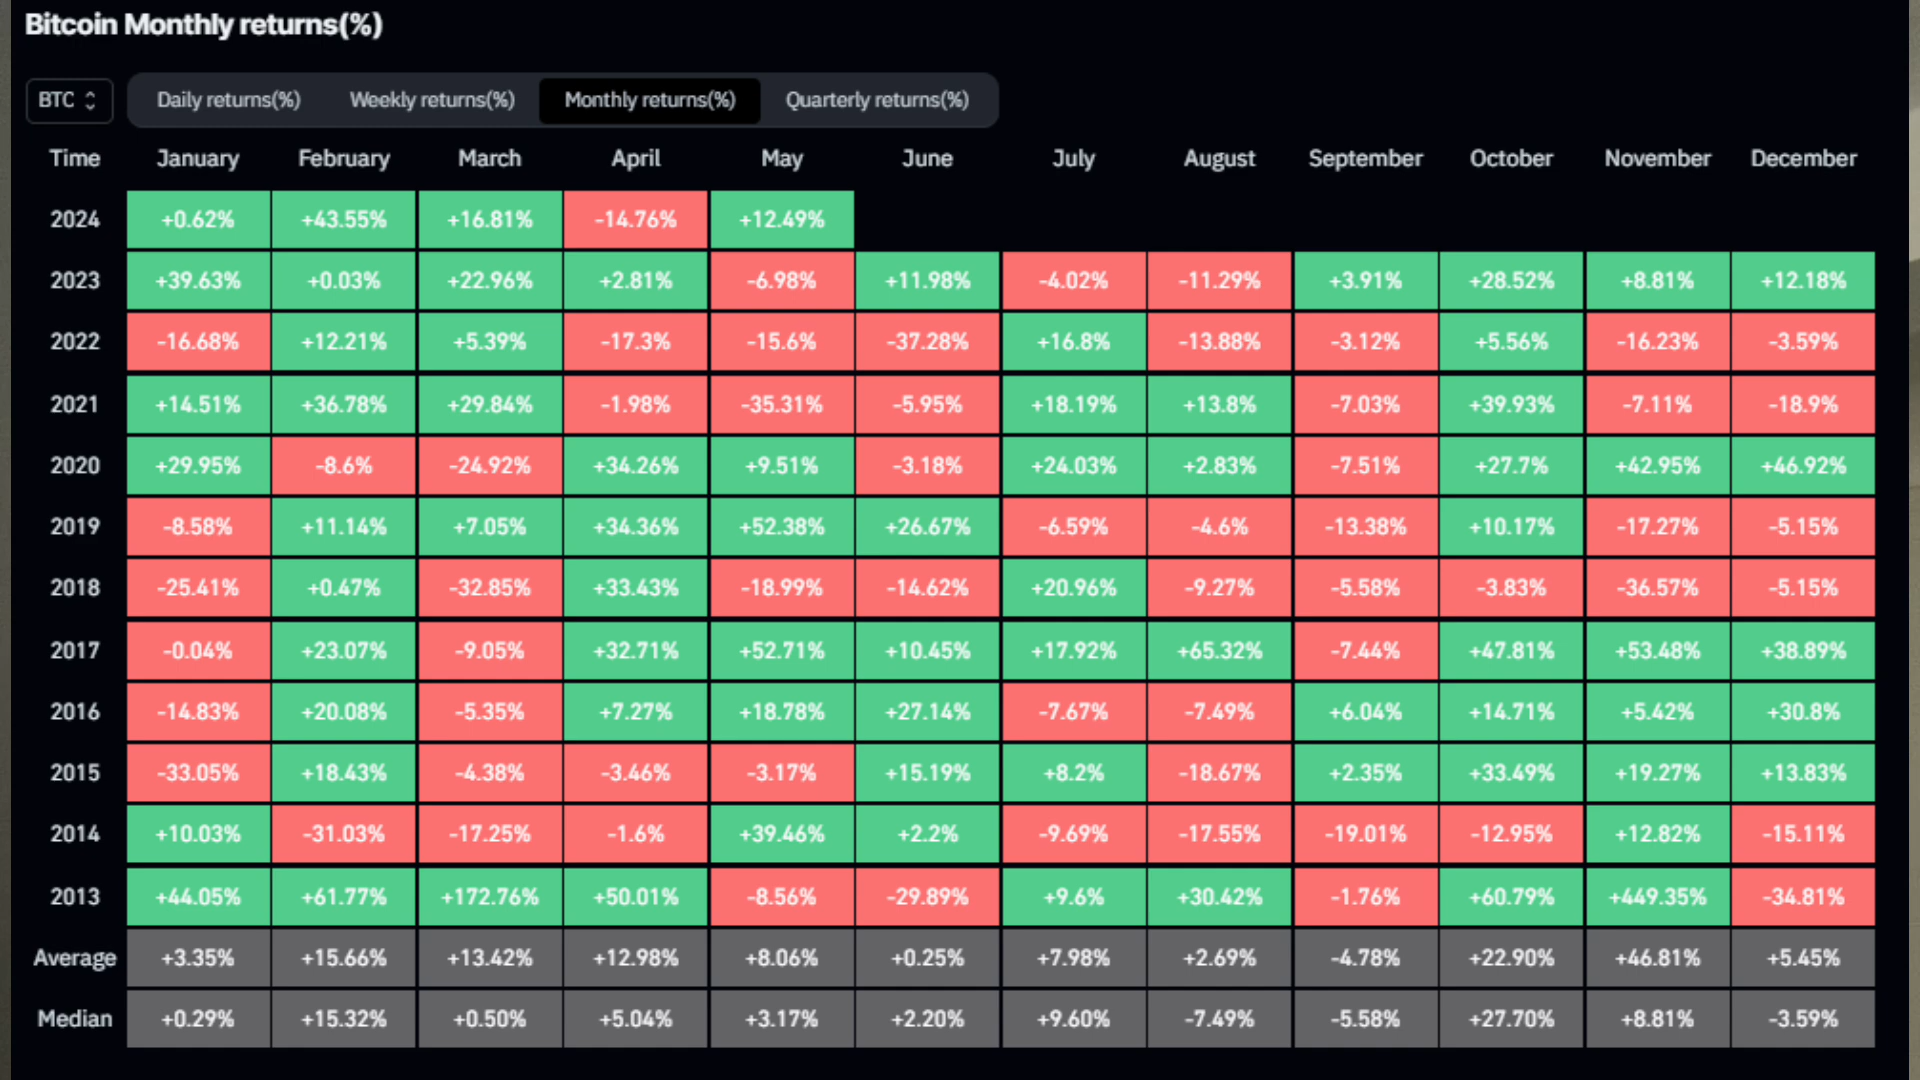 Bitcoin Monthly returns(%)
BTC Daily returns(%) Weekly returns(%) Monthly returns(%) Quarterly returns(%)
Time January February March April May June July August September October November December
2024 +0.62% +43.55% +16.81% -14.76% +12.49%
2023 +39.63% +0.03% +22.96% +2.81% -6.98% +11.98% -4.02% -11.29% +3.91% +28.52% +8.81% +12.18%
2022 -16.68% +12.21% +5.39% -17.3% -15.6% -37.28% +16.8% -13.88% -3.12% +5.56% -16.23% -3.59%
2021 +14.51% +36.78% +29.84% -1.98% -35.31% -5.95% +18.19% +13.8% -7.03% +39.93% -7.11% -18.9%
2020 +29.95% -8.6% -24.92% +34.26% +9.51% -3.18% +24.03% +2.83% -7.51% +27.7% +42.95% +46.92%
2019 -8.58% +11.14% +7.05% +34.36% +52.38% +26.67% -6.59% -4.6% -13.38% +10.17% -17.27% -5.15%
2018 -25.41% +0.47% -32.85% +33.43% -18.99% -14.62% +20.96% -9.27% -5.58% -3.83% -36.57% -5.15%
2017 -0.04% +23.07% -9.05% +32.71% +52.71% +10.45% +17.92% +65.32% -7.44% +47.81% +53.48% +38.89%
2016 -14.83% +20.08% -5.35% +7.27% +18.78% +27.14% -7.67% -7.49% +6.04% +14.71% +5.42% +30.8%
2015 -33.05% +18.43% -4.38% -3.46% -3.17% +15.19% +8.2% -18.67% +2.35% +33.49% +19.27% +13.83%
2014 +10.03% -31.03% -17.25% -1.6% +39.46% +2.2% -9.69% -17.55% -19.01% -12.95% +12.82% -15.11%
2013 +44.05% +61.77% +172.76% +50.01% -8.56% -29.89% +9.6% +30.42% -1.76% +60.79% +449.35% -34.81%
Average +3.35% +15.66% +13.42% +12.98% +8.06% +0.25% +7.98% +2.69% -4.78% +22.90% +46.81% +5.45%
Median +0.29% +15.32% +0.50% +5.04% +3.17% +2.20% +9.60% -7.49% -5.58% +27.70% +8.81% -3.59%